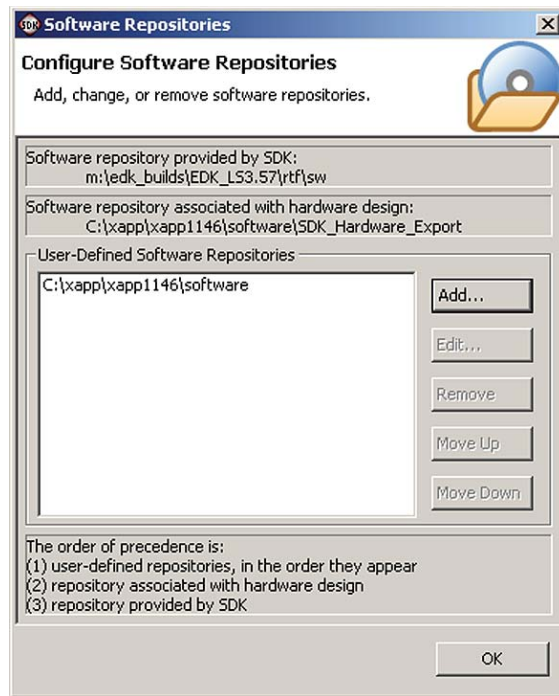 SDK Software Repositories
Configure Software Repositories
Add, change, or remove software repositories.
Software repository provided by SDK:
m:\edk_builds\EDK_LS3.57\rtf\sw
Software repository associated with hardware design:
C:\xapp\xapp1146\software\SDK_Hardware_Export
User-Defined Software Repositories
C:\xapp\xapp1146\software
Add...
Edit...
Remove
Move Up
Move Down
The order of precedence is:
(1) user-defined repositories, in the order they appear
(2) repository associated with hardware design
(3) repository provided by SDK
OK